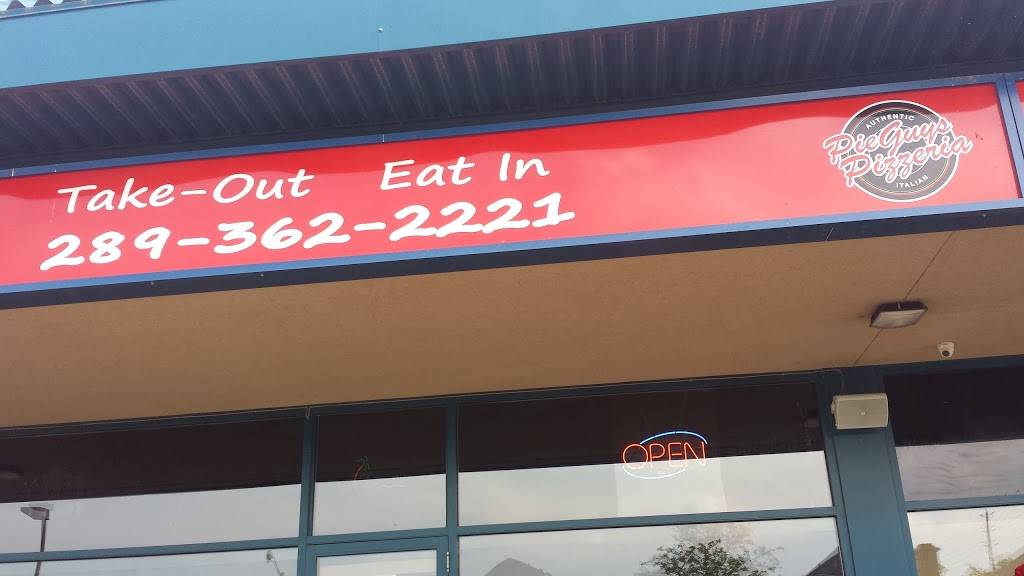 Take-Out Eat In
289-362-2221
AUTHENTIC
PieGuys
Pizzeria
ITALIAN
OPEN